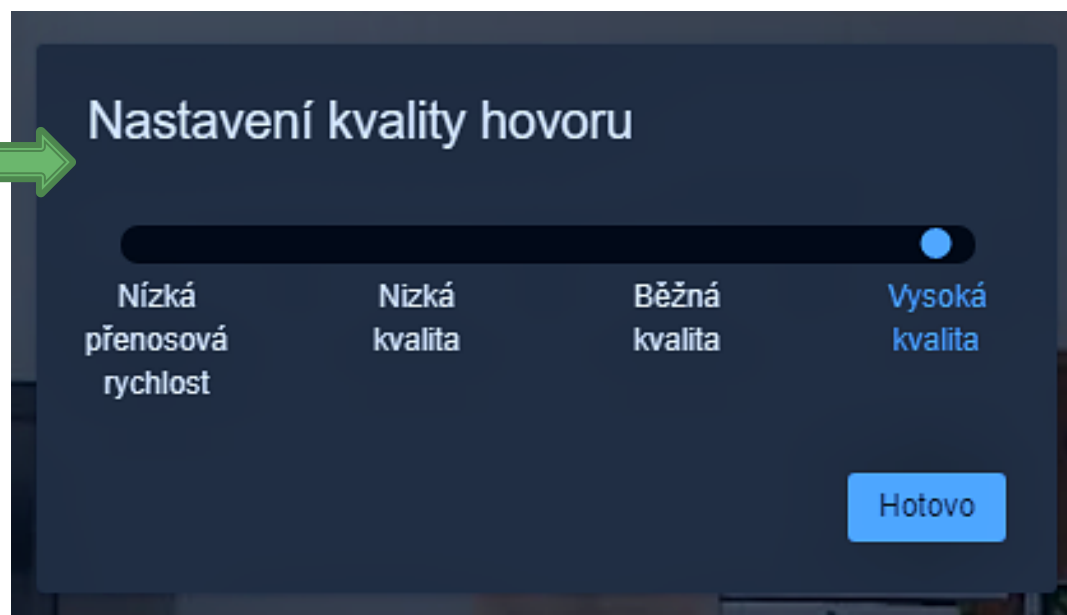 Nastavení kvality hovoru
Nízká
přenosová
rychlost
Nizká
kvalita
Běžná
kvalita
Vysoká
kvalita
Hotovo